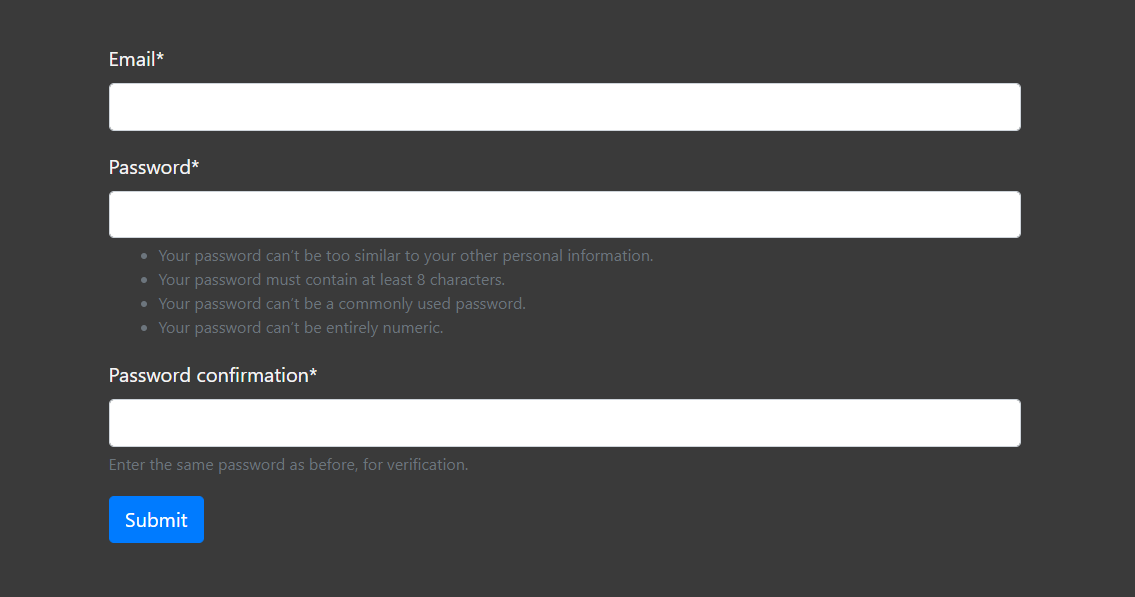 Email*
Password*
Your password can't be too similar to your other personal information.
Your password must contain at least 8 characters.
Your password can't be a commonly used password.
Your password can't be entirely numeric.
Password confirmation*
Enter the same password as before, for verification.
Submit